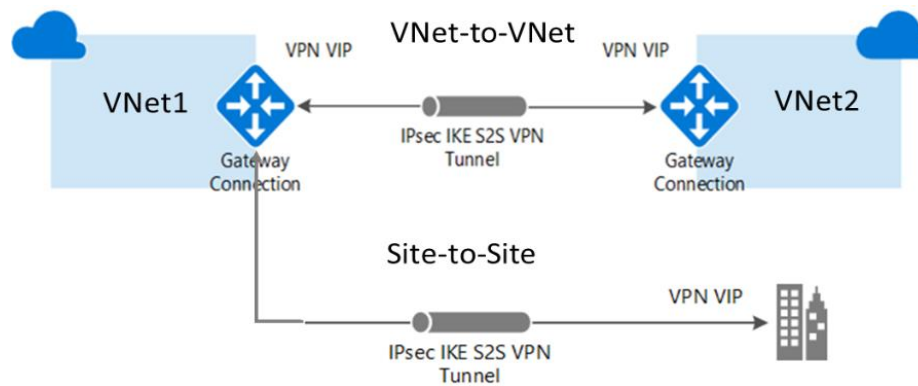 VNet-to-VNet
VPN VIP
VPN VIP
VNet1
VNet2
IPsec IKE S2S VPN
Tunnel
Gateway
Connection
Gateway
Connection
Site-to-Site
VPN VIP
IPsec IKE S2S VPN
Tunnel